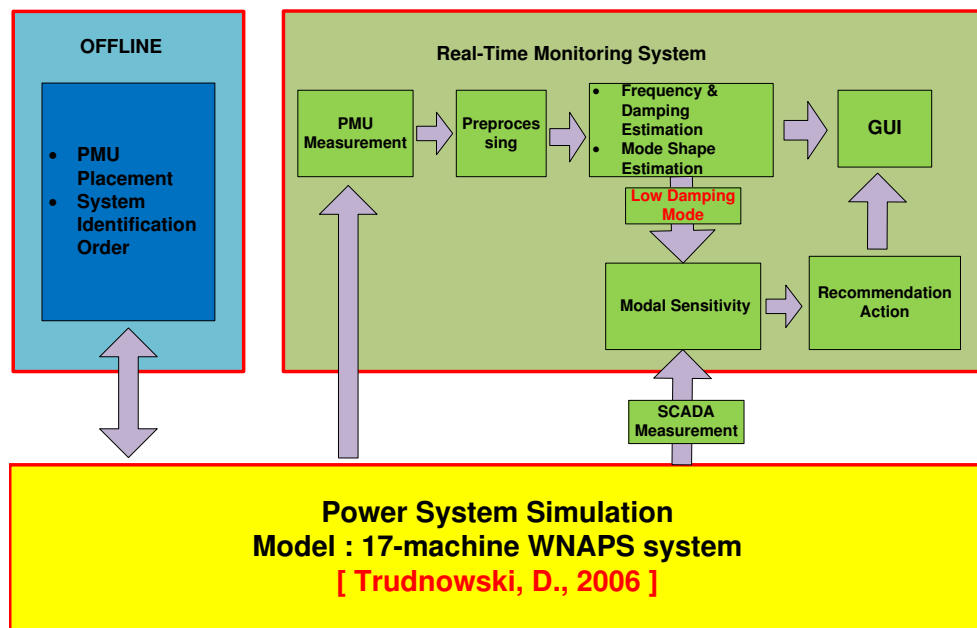 OFFLINE
• PMU
Placement
• System
Identification
Order
Real-Time Monitoring System
PMU
Measurement
Preproces
sing
• Frequency &
Damping
Estimation
• Mode Shape
Estimation
GUI
Low Damping
Mode
Modal Sensitivity
Recommendation
Action
SCADA
Measurement
Power System Simulation
Model : 17-machine WNAPS system
[ Trudnowski, D., 2006 ]